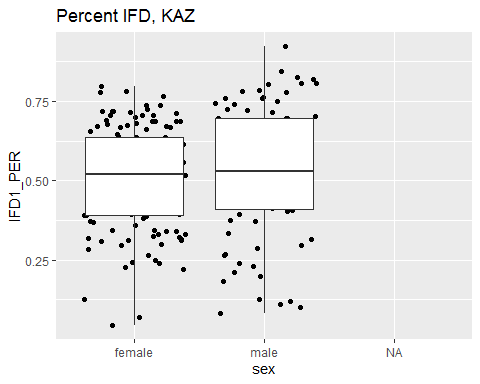 Percent IFD, KAZ
IFD1_PER
0.75
0.50
0.25
female
male
NA
sex